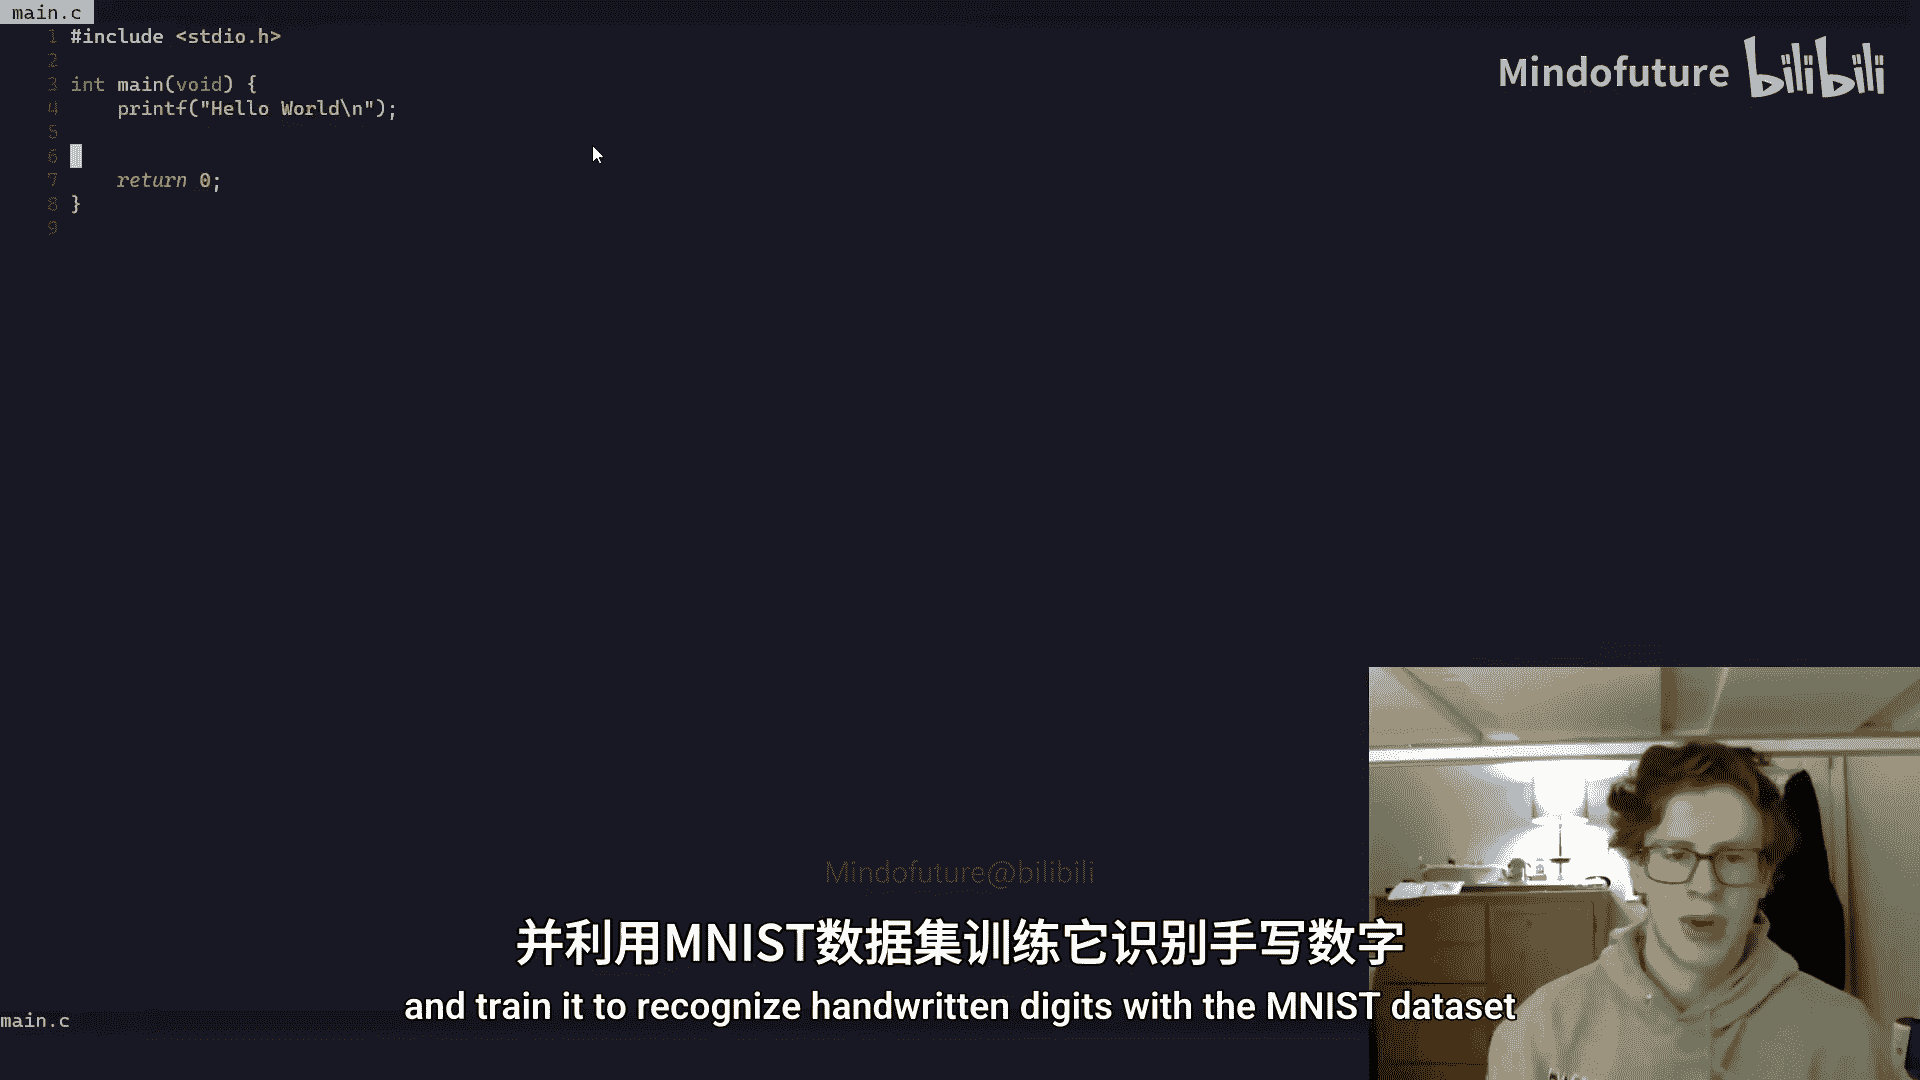 main.c
1 #include <stdio.h>
2
3 int main(void) {
4     printf("Hello World\n");
5
6
7     return 0;
8 }
9
Mindofuture bilibili
Mindofuture@bilibili
并利用MNIST数据集训练它识别手写数字
and train it to recognize handwritten digits with the MNIST dataset
main.c